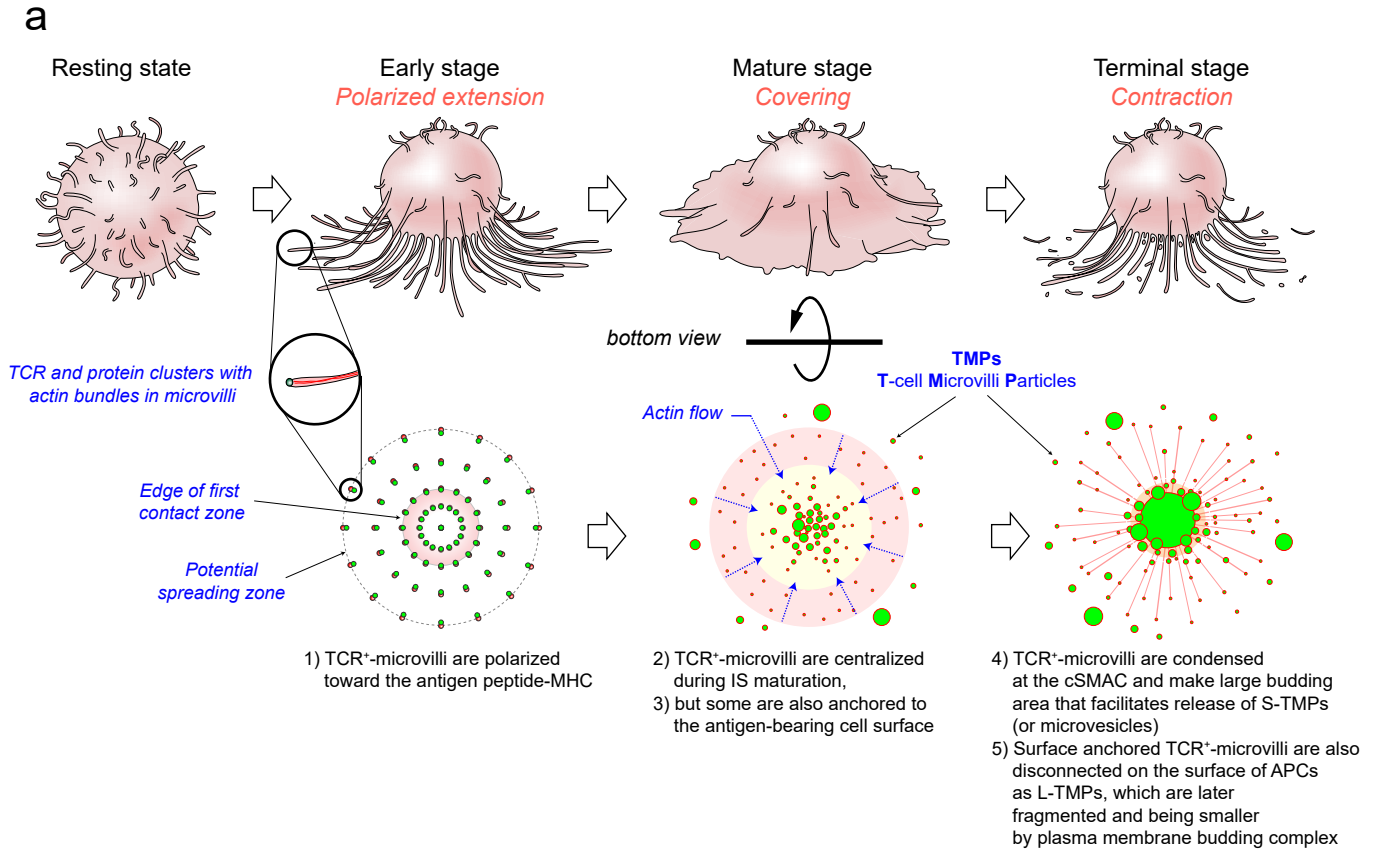 a
Resting state
Early stage
Polarized extension
Mature stage
Covering
Terminal stage
Contraction
bottom view
TCR and protein clusters with
actin bundles in microvilli
TMPs
T-cell Microvilli Particles
Actin flow
Edge of first
contact zone
Potential
spreading zone
1) TCR⁺-microvilli are polarized
toward the antigen peptide-MHC
2) TCR⁺-microvilli are centralized
during IS maturation,
3) but some are also anchored to
the antigen-bearing cell surface
4) TCR⁺-microvilli are condensed
at the cSMAC and make large budding
area that facilitates release of S-TMPs
(or microvesicles)
5) Surface anchored TCR⁺-microvilli are also
disconnected on the surface of APCs
as L-TMPs, which are later
fragmented and being smaller
by plasma membrane budding complex